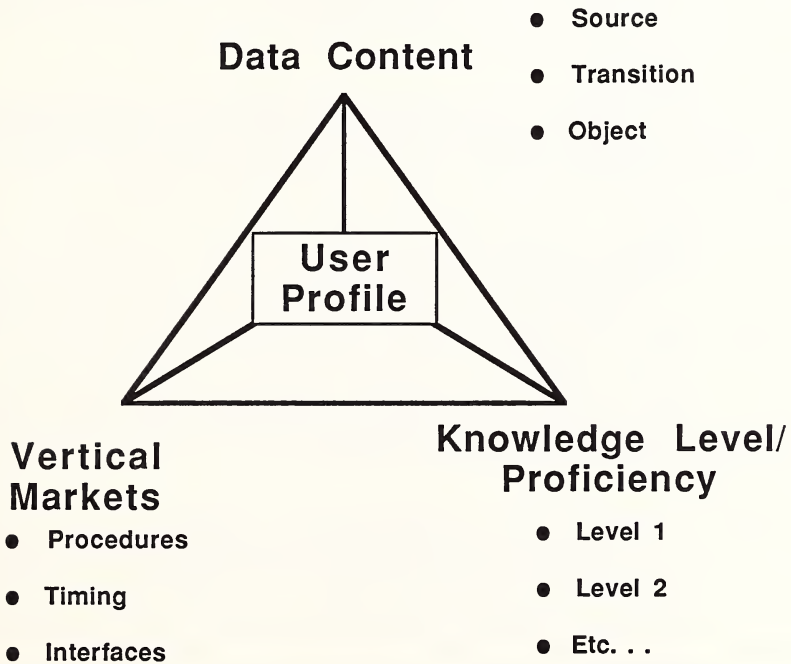 Data Content
● Source
● Transition
● Object
User
Profile
Vertical
Markets
● Procedures
● Timing
● Interfaces
Knowledge Level/
Proficiency
● Level 1
● Level 2
● Etc. . .